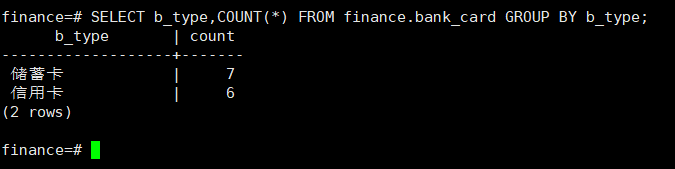 finance=# SELECT b_type,COUNT(*) FROM finance.bank_card GROUP BY b_type;
b_type | count
-------------------+-------
储蓄卡 | 7
信用卡 | 6
(2 rows)
finance=#